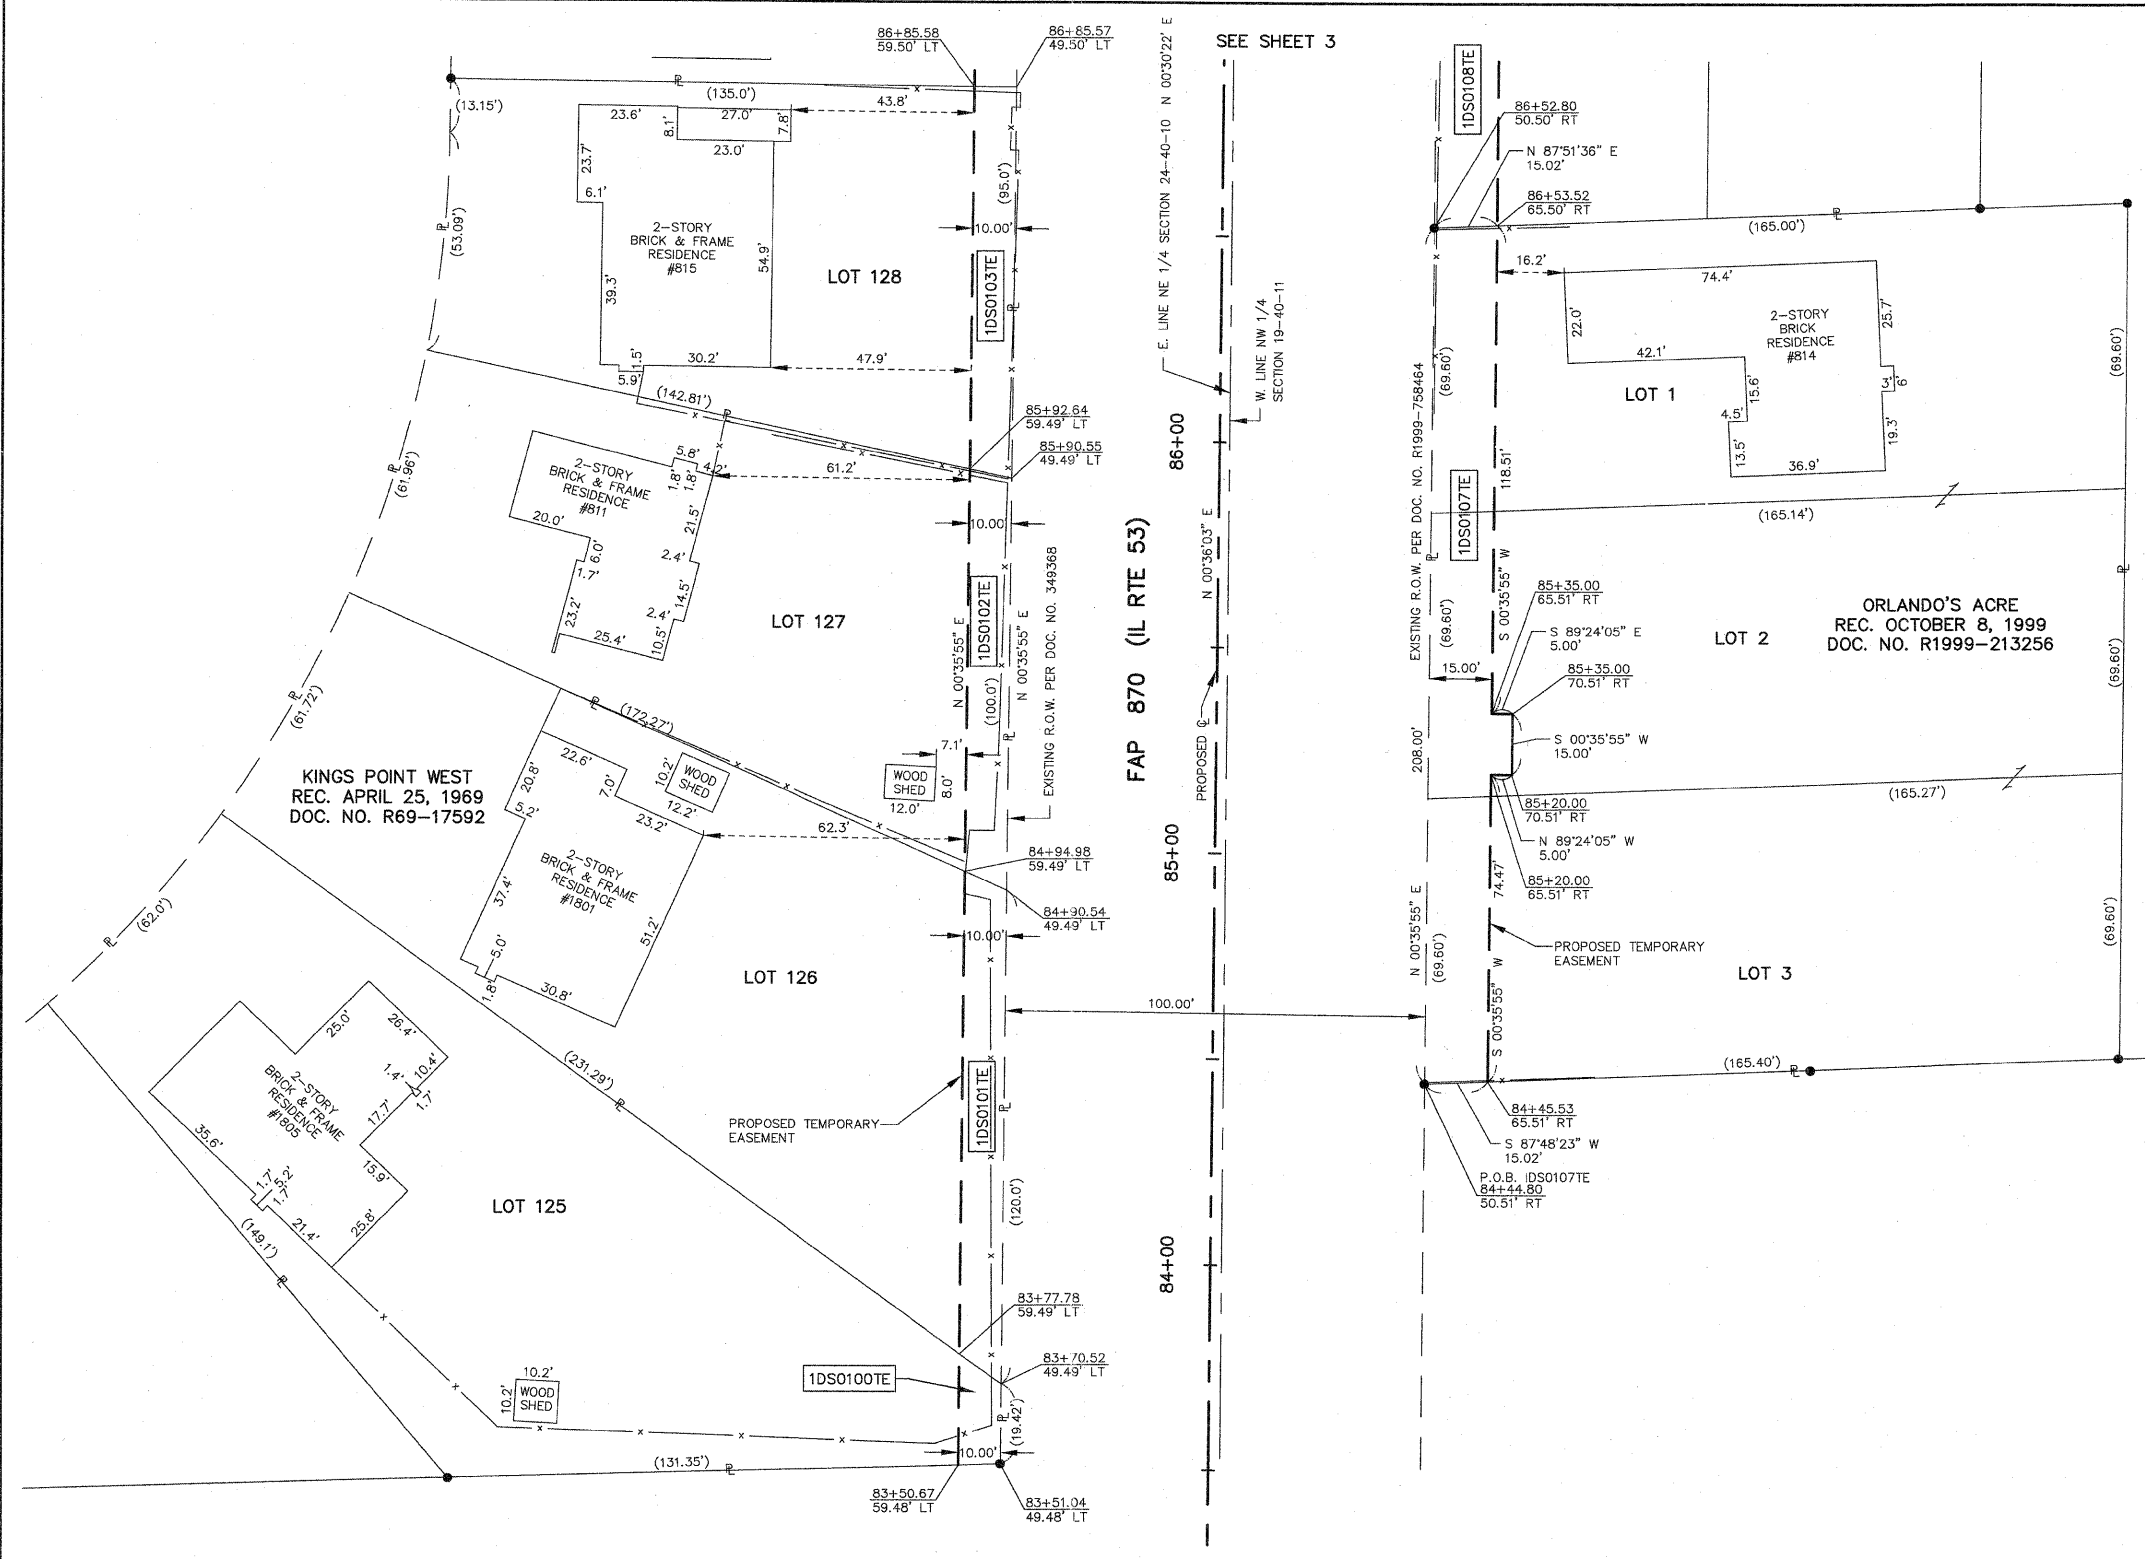 SEE SHEET 3
86+85.58
59.50' LT
86+85.57
49.50' LT
(135.0')
43.8'
(13.15')
23.6'
8.1'
27.0'
7.8'
23.0'
23.7'
6.1'
(53.09')
2-STORY
BRICK & FRAME
RESIDENCE
#815
54.9'
39.3'
LOT 128
(95.0')
10.00'
1DS0103TE
1.5'
30.2'
5.9'
47.9'
(142.81')
85+92.64
59.49' LT
85+90.55
49.49' LT
(61.96')
2-STORY
BRICK & FRAME
RESIDENCE
#811
5.8'
4.2'
1.8'
1.8'
61.2'
20.0'
6.0'
1.7'
21.5'
2.4'
14.5'
2.4'
23.2'
25.4'
10.5'
LOT 127
10.00'
1DS0102TE
N 00°35'55" E
N 00°35'55" E
(100.0')
EXISTING R.O.W. PER DOC. NO. 349368
(61.72')
(172.27')
KINGS POINT WEST
REC. APRIL 25, 1969
DOC. NO. R69-17592
22.6'
7.0'
10.2'
WOOD
SHED
12.2'
20.8'
5.2'
23.2'
7.1'
WOOD
SHED
8.0'
12.0'
62.3'
2-STORY
BRICK & FRAME
RESIDENCE
#1801
37.4'
51.2'
5.0'
1.8'
30.8'
84+94.98
59.49' LT
84+90.54
49.49' LT
10.00'
LOT 126
(62.0')
(231.29')
1DS0101TE
PROPOSED TEMPORARY
EASEMENT
25.0'
26.4'
10.4'
1.4'
1.7'
17.7'
2-STORY
BRICK & FRAME
RESIDENCE
#1805
35.6'
15.9'
1.7'
5.2'
1.7'
21.4'
25.8'
(149.1')
LOT 125
(120.0')
83+77.78
59.49' LT
83+70.52
49.49' LT
1DS0100TE
10.2'
10.2'
WOOD
SHED
(19.42')
10.00'
(131.35')
83+50.67
59.48' LT
83+51.04
49.48' LT
E. LINE NE 1/4 SECTION 24-40-10 N 00°30'22" E
W. LINE NW 1/4
SECTION 19-40-11
86+00
FAP 870 (IL RTE 53)
N 00°36'03" E
PROPOSED ℄
85+00
100.00'
84+00
1DS0108TE
86+52.80
50.50' RT
N 87°51'36" E
15.02'
86+53.52
65.50' RT
(165.00')
16.2'
74.4'
22.0'
2-STORY
BRICK
RESIDENCE
#814
25.7'
42.1'
3'
6'
15.6'
4.5'
19.3'
13.5'
36.9'
LOT 1
(69.60')
(69.60')
EXISTING R.O.W. PER DOC. NO. R1999-758464
118.51'
1DS0107TE
(165.14')
S 00°35'55" W
85+35.00
65.51' RT
S 89°24'05" E
5.00'
85+35.00
70.51' RT
LOT 2
ORLANDO'S ACRE
REC. OCTOBER 8, 1999
DOC. NO. R1999-213256
(69.60')
(69.60')
15.00'
S 00°35'55" W
15.00'
208.00'
(165.27')
85+20.00
70.51' RT
N 89°24'05" W
5.00'
85+20.00
65.51' RT
74.47'
N 00°35'55" E
(69.60')
(69.60')
PROPOSED TEMPORARY
EASEMENT
S 00°35'55" W
LOT 3
(165.40')
84+45.53
65.51' RT
S 87°48'23" W
15.02'
P.O.B. IDS0107TE
84+44.80
50.51' RT